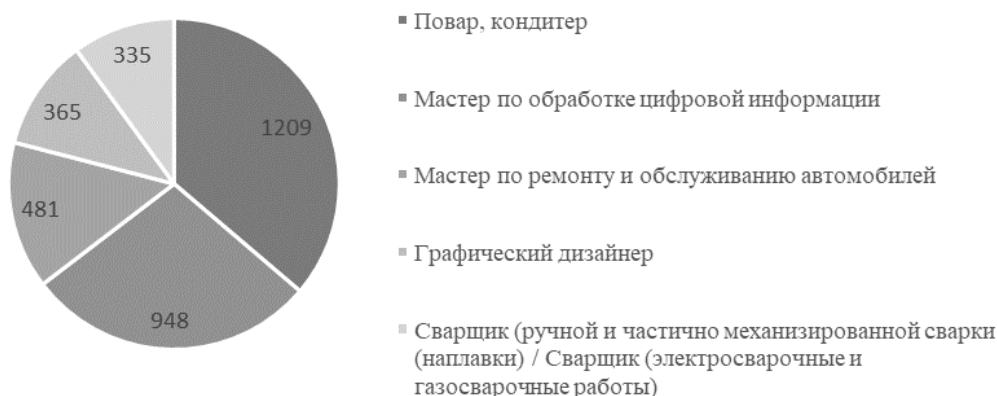 335
365
1209
481
948
Повар, кондитер
Мастер по обработке цифровой информации
Мастер по ремонту и обслуживанию автомобилей
Графический дизайнер
Сварщик (ручной и частично механизированной сварки
(наплавки) / Сварщик (электросварочные и
газосварочные работы)